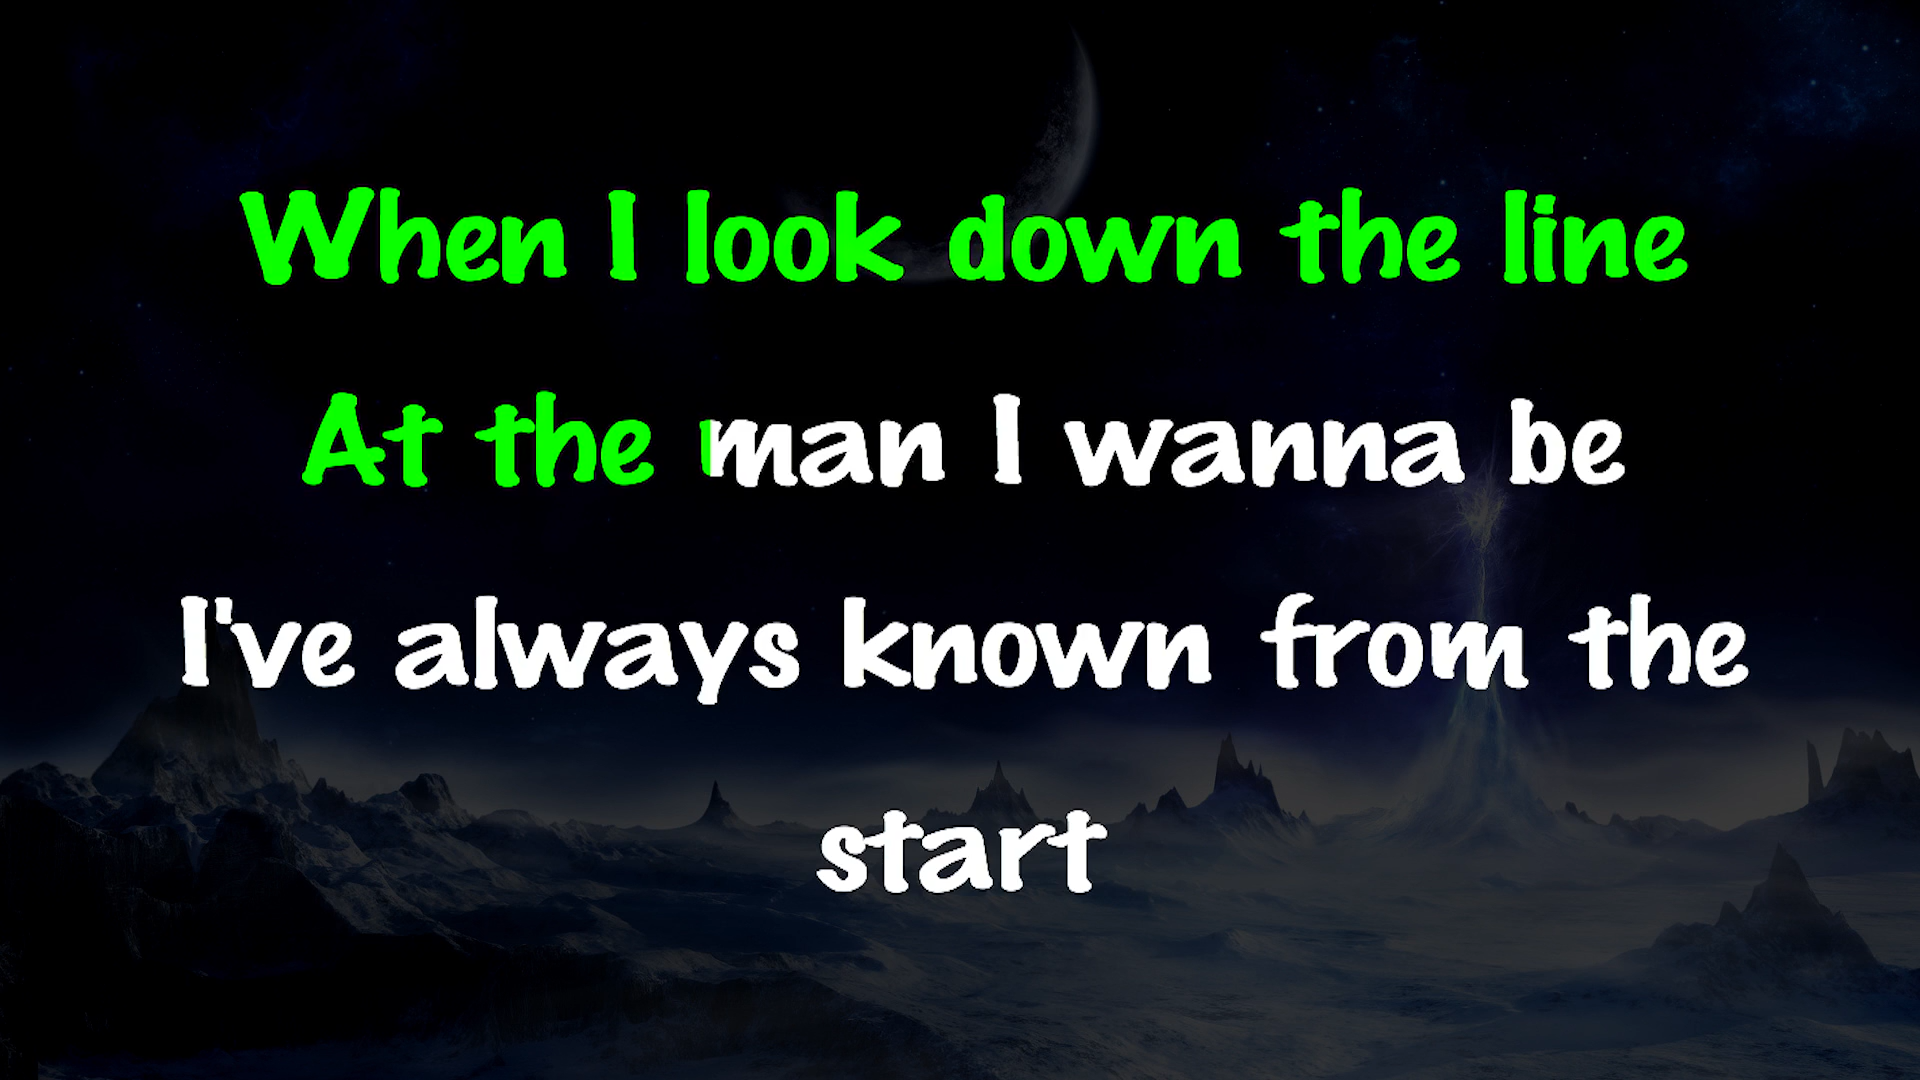 When I look down the line
At the man I wanna be
I've always known from the
start